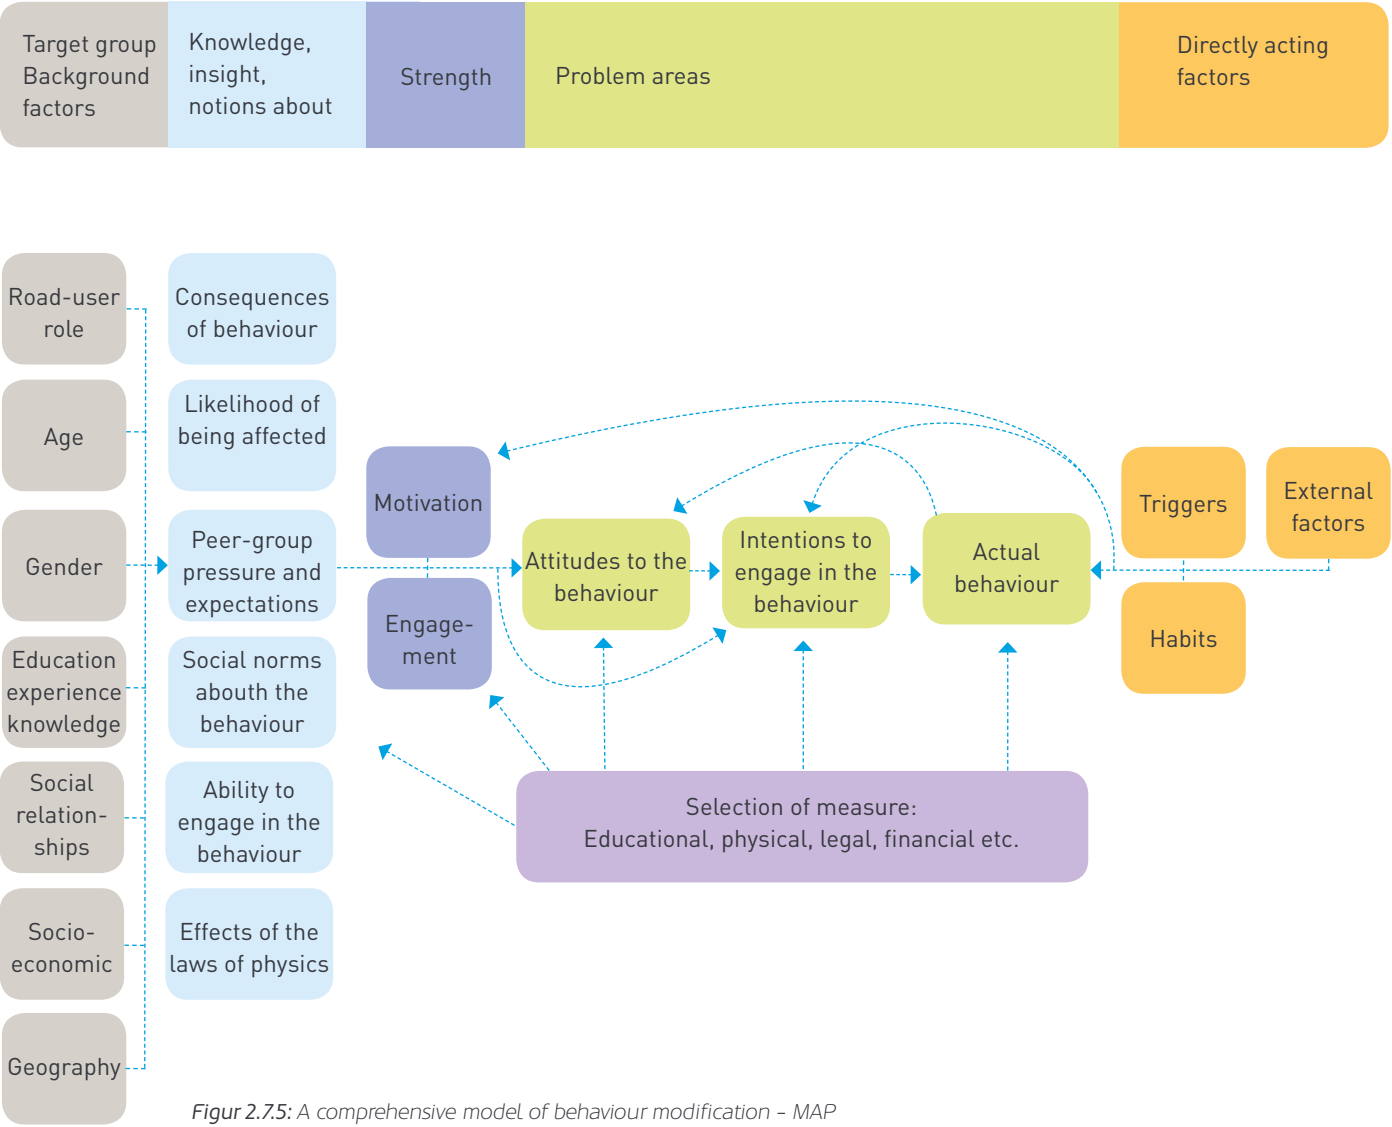 Target group
Background
factors
Knowledge,
insight,
notions about
Strength
Problem areas
Directly acting
factors
Road-user
role
Age
Gender
Education
experience
knowledge
Social
relation-
ships
Socio-
economic
Geography
Consequences
of behaviour
Likelihood of
being affected
Peer-group
pressure and
expectations
Social norms
abouth the
behaviour
Ability to
engage in the
behaviour
Effects of the
laws of physics
Motivation
Engage-
ment
Attitudes to the
behaviour
Intentions to
engage in the
behaviour
Actual
behaviour
Triggers
Habits
External
factors
Selection of measure:
Educational, physical, legal, financial etc.
Figur 2.7.5: A comprehensive model of behaviour modification - MAP